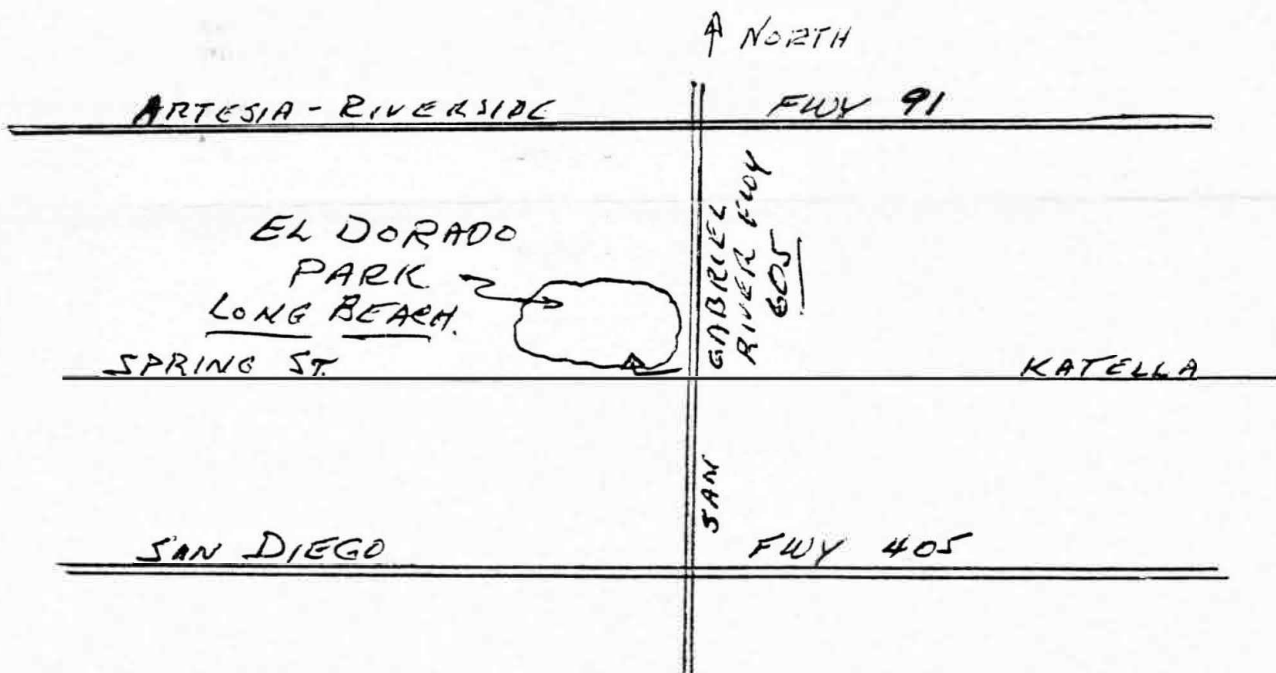 ↑ NORTH
ARTESIA - RIVERSIDE FWY 91
EL DORADO
PARK
LONG BEACH.
SAN GABRIEL
RIVER FWY
605
SPRING ST. KATELLA
SAN DIEGO FWY 405